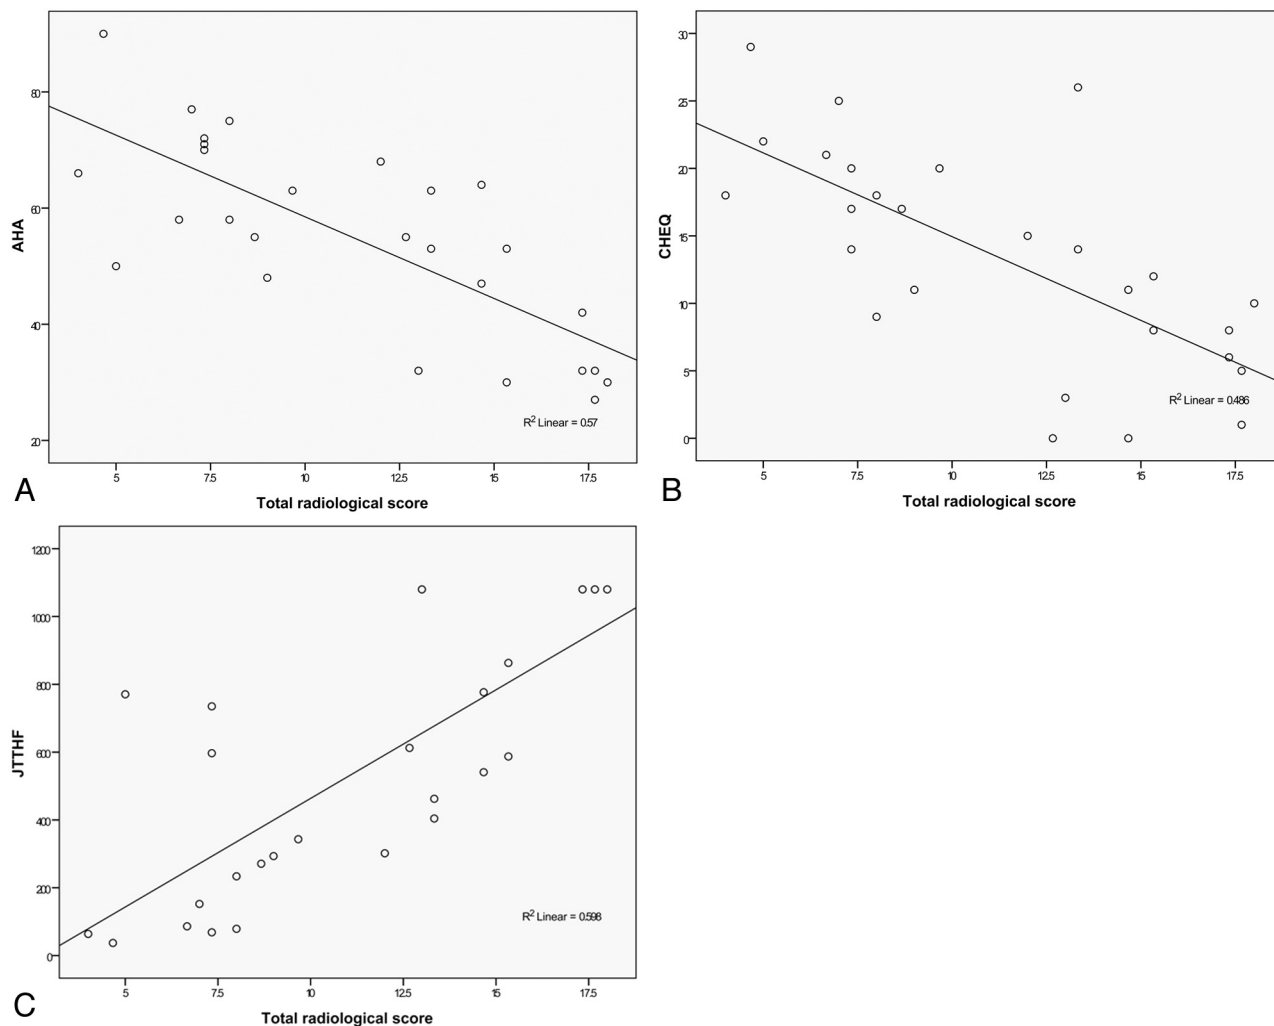 80
60
40
20
AHA
R² Linear = 0.57
5 7.5 10 12.5 15 17.5
A
Total radiological score
30
25
20
15
10
5
0
CHEQ
R² Linear = 0.486
5 7.5 10 12.5 15 17.5
B
Total radiological score
1200
1000
800
600
400
200
0
JTTHF
R² Linear = 0.598
5 7.5 10 12.5 15 17.5
C
Total radiological score